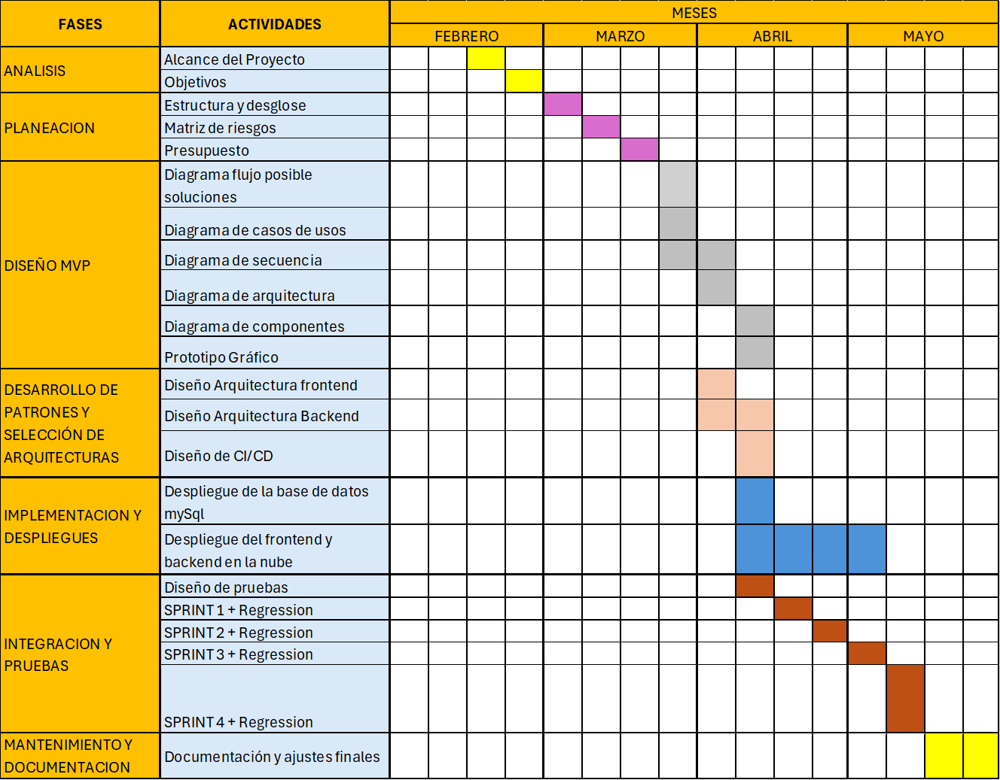 FASES
ACTIVIDADES
MESES
FEBRERO
MARZO
ABRIL
MAYO
ANALISIS
Alcance del Proyecto
Objetivos
PLANEACION
Estructura y desglose
Matriz de riesgos
Presupuesto
DISEÑO MVP
Diagrama flujo posible
soluciones
Diagrama de casos de usos
Diagrama de secuencia
Diagrama de arquitectura
Diagrama de componentes
Prototipo Gráfico
DESARROLLO DE
PATRONES Y
SELECCIÓN DE
ARQUITECTURAS
Diseño Arquitectura frontend
Diseño Arquitectura Backend
Diseño de CI/CD
IMPLEMENTACION Y
DESPLIEGUES
Despliegue de la base de datos
mySql
Despliegue del frontend y
backend en la nube
INTEGRACION Y
PRUEBAS
Diseño de pruebas
SPRINT 1 + Regression
SPRINT 2 + Regression
SPRINT 3 + Regression
SPRINT 4 + Regression
MANTENIMIENTO Y
DOCUMENTACION
Documentación y ajustes finales